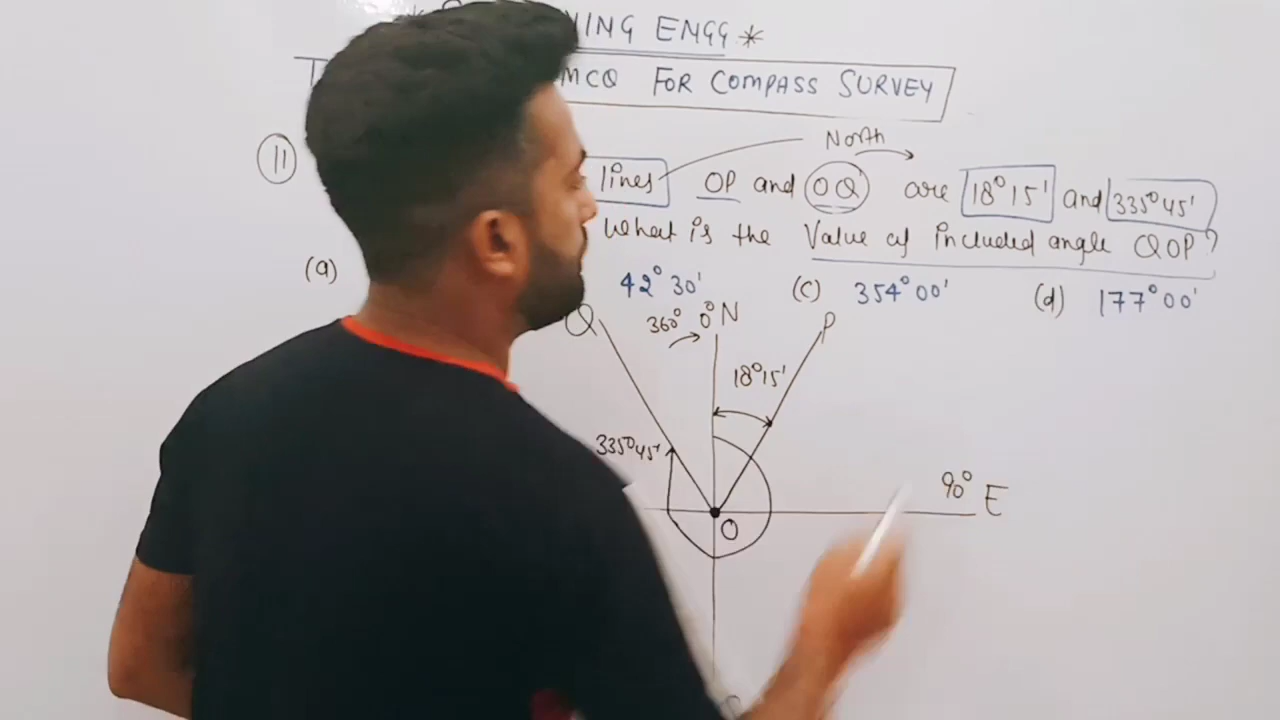 ENGG *
MCQ FOR COMPASS SURVEY
North
11 lines OP and OQ are 18°15' and 335°45'
What is the Value of included angle QOP?
(a) 42°30' (c) 354°00' (d) 177°00'
Q 360° 0° N P
18°15'
335°45'
90° E
O